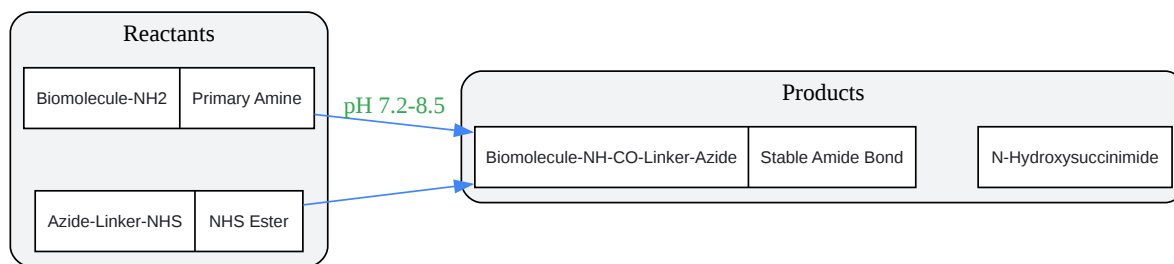 Reactants
Biomolecule-NH2 Primary Amine
Azide-Linker-NHS NHS Ester
pH 7.2-8.5
Products
Biomolecule-NH-CO-Linker-Azide Stable Amide Bond
N-Hydroxysuccinimide